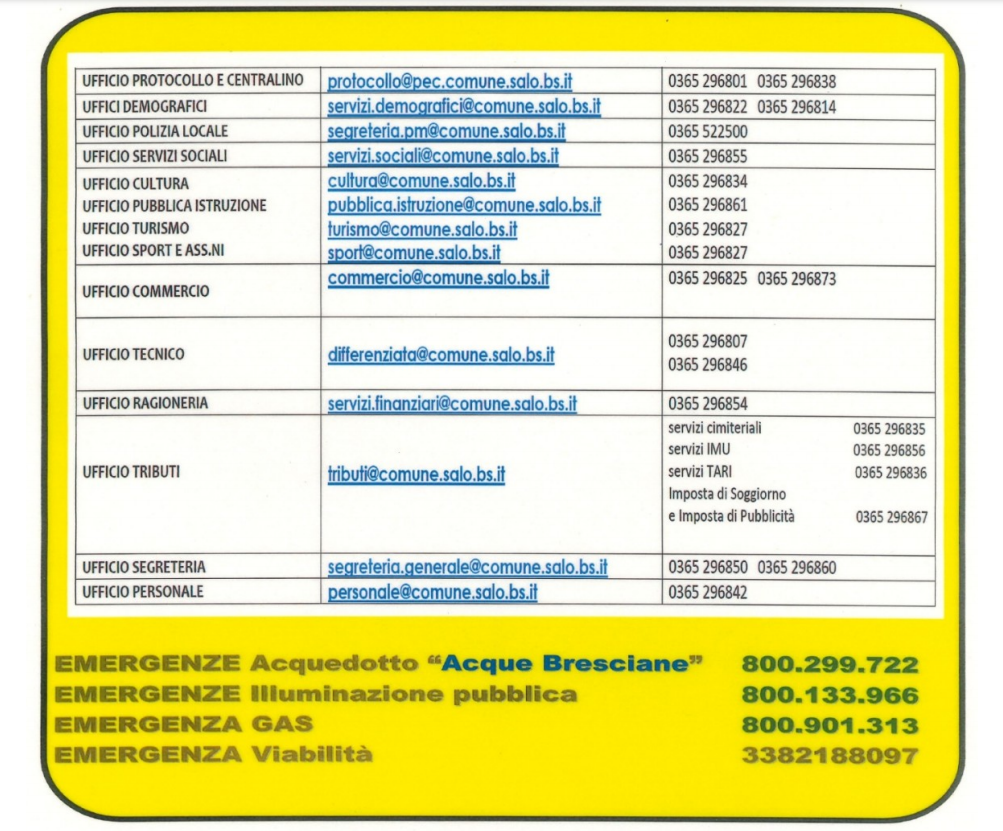 UFFICIO PROTOCOLLO E CENTRALINO protocollo@pec.comune.salo.bs.it 0365 296801 0365 296838
UFFICI DEMOGRAFICI servizi.demografici@comune.salo.bs.it 0365 296822 0365 296814
UFFICIO POLIZIA LOCALE segreteria.pm@comune.salo.bs.it 0365 522500
UFFICIO SERVIZI SOCIALI servizi.sociali@comune.salo.bs.it 0365 296855
UFFICIO CULTURA cultura@comune.salo.bs.it 0365 296834
UFFICIO PUBBLICA ISTRUZIONE pubblica.istruzione@comune.salo.bs.it 0365 296861
UFFICIO TURISMO turismo@comune.salo.bs.it 0365 296827
UFFICIO SPORT E ASS.NI sport@comune.salo.bs.it 0365 296827
UFFICIO COMMERCIO commercio@comune.salo.bs.it 0365 296825 0365 296873
UFFICIO TECNICO differenziata@comune.salo.bs.it 0365 296807
0365 296846
UFFICIO RAGIONERIA servizi.finanziari@comune.salo.bs.it 0365 296854
UFFICIO TRIBUTI tributi@comune.salo.bs.it servizi cimiteriali 0365 296835
servizi IMU 0365 296856
servizi TARI 0365 296836
Imposta di Soggiorno
e Imposta di Pubblicità 0365 296867
UFFICIO SEGRETERIA segreteria.generale@comune.salo.bs.it 0365 296850 0365 296860
UFFICIO PERSONALE personale@comune.salo.bs.it 0365 296842
EMERGENZE Acquedotto “Acque Bresciane” 800.299.722
EMERGENZE Illuminazione pubblica 800.133.966
EMERGENZA GAS 800.901.313
EMERGENZA Viabilità 3382188097